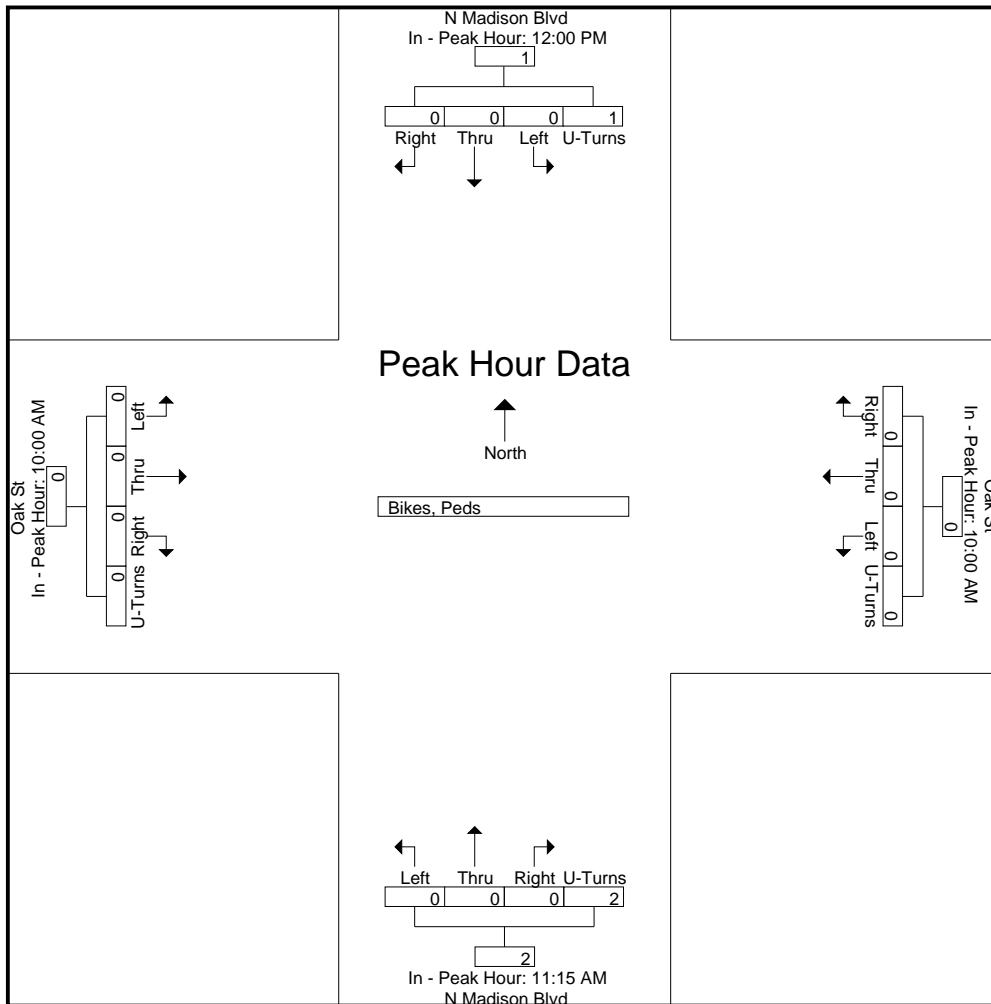 N Madison Blvd
In - Peak Hour: 12:00 PM
1
0 0 0 1
Right Thru Left U-Turns
Peak Hour Data
North
Bikes, Peds
Oak St
In - Peak Hour: 10:00 AM
0
0 0 0 0
Left Thru Right U-Turns
Right Thru Left U-Turns
0 0 0 0
0
In - Peak Hour: 10:00 AM
Oak St
Left Thru Right U-Turns
0 0 0 2
2
In - Peak Hour: 11:15 AM
N Madison Blvd